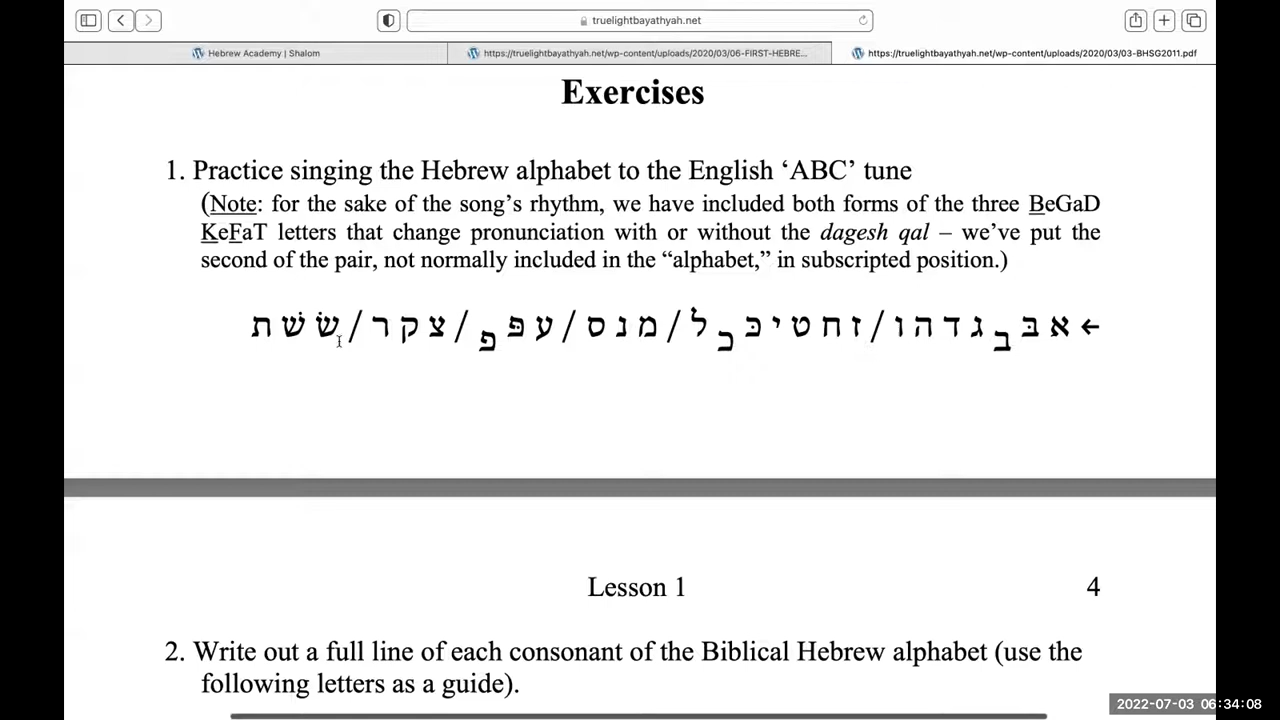 truelightbayathyah.net
Hebrew Academy | Shalom
https://truelightbayathyah.net/wp-content/uploads/2020/03/06-FIRST-HEBRE...
https://truelightbayathyah.net/wp-content/uploads/2020/03/03-BHSG2011.pdf
Exercises
1. Practice singing the Hebrew alphabet to the English ‘ABC’ tune
(Note: for the sake of the song’s rhythm, we have included both forms of the three BeGaD
KeFaT letters that change pronunciation with or without the dagesh qal – we’ve put the
second of the pair, not normally included in the “alphabet,” in subscripted position.)
← א בּ ב ג ד ה ו / ז ח ט י כּ כ ל / מ נ ס / ע פּ פ / צ ק ר / שׂ שׁ ת
Lesson 1 4
2. Write out a full line of each consonant of the Biblical Hebrew alphabet (use the
following letters as a guide).
2022-07-03 06:34:08